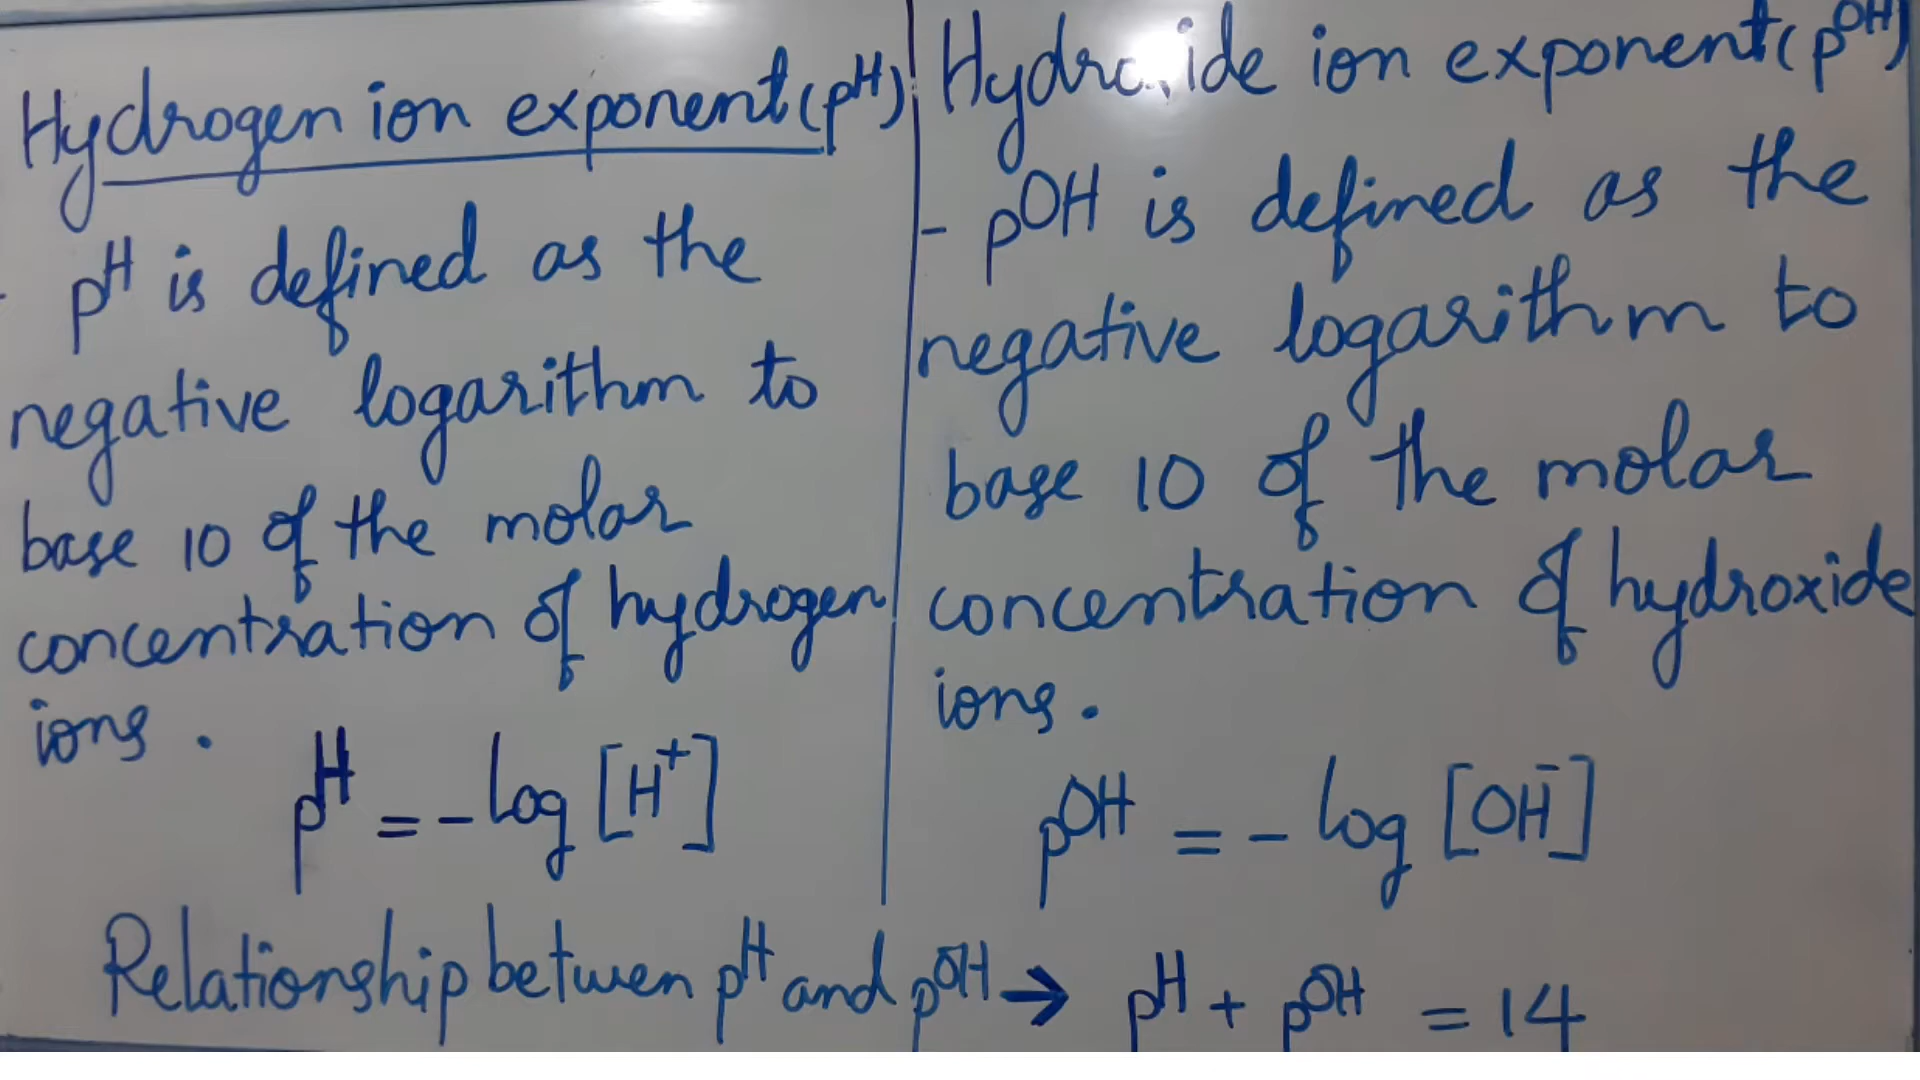 Hydrogen ion exponent (pH)
- pH is defined as the
negative logarithm to
base 10 of the molar
concentration of hydrogen
ions.
pH = - log [H⁺]
Hydroxide ion exponent (pOH)
- pOH is defined as the
negative logarithm to
base 10 of the molar
concentration of hydroxide
ions.
pOH = - log [OH⁻]
Relationship between pH and pOH → pH + pOH = 14